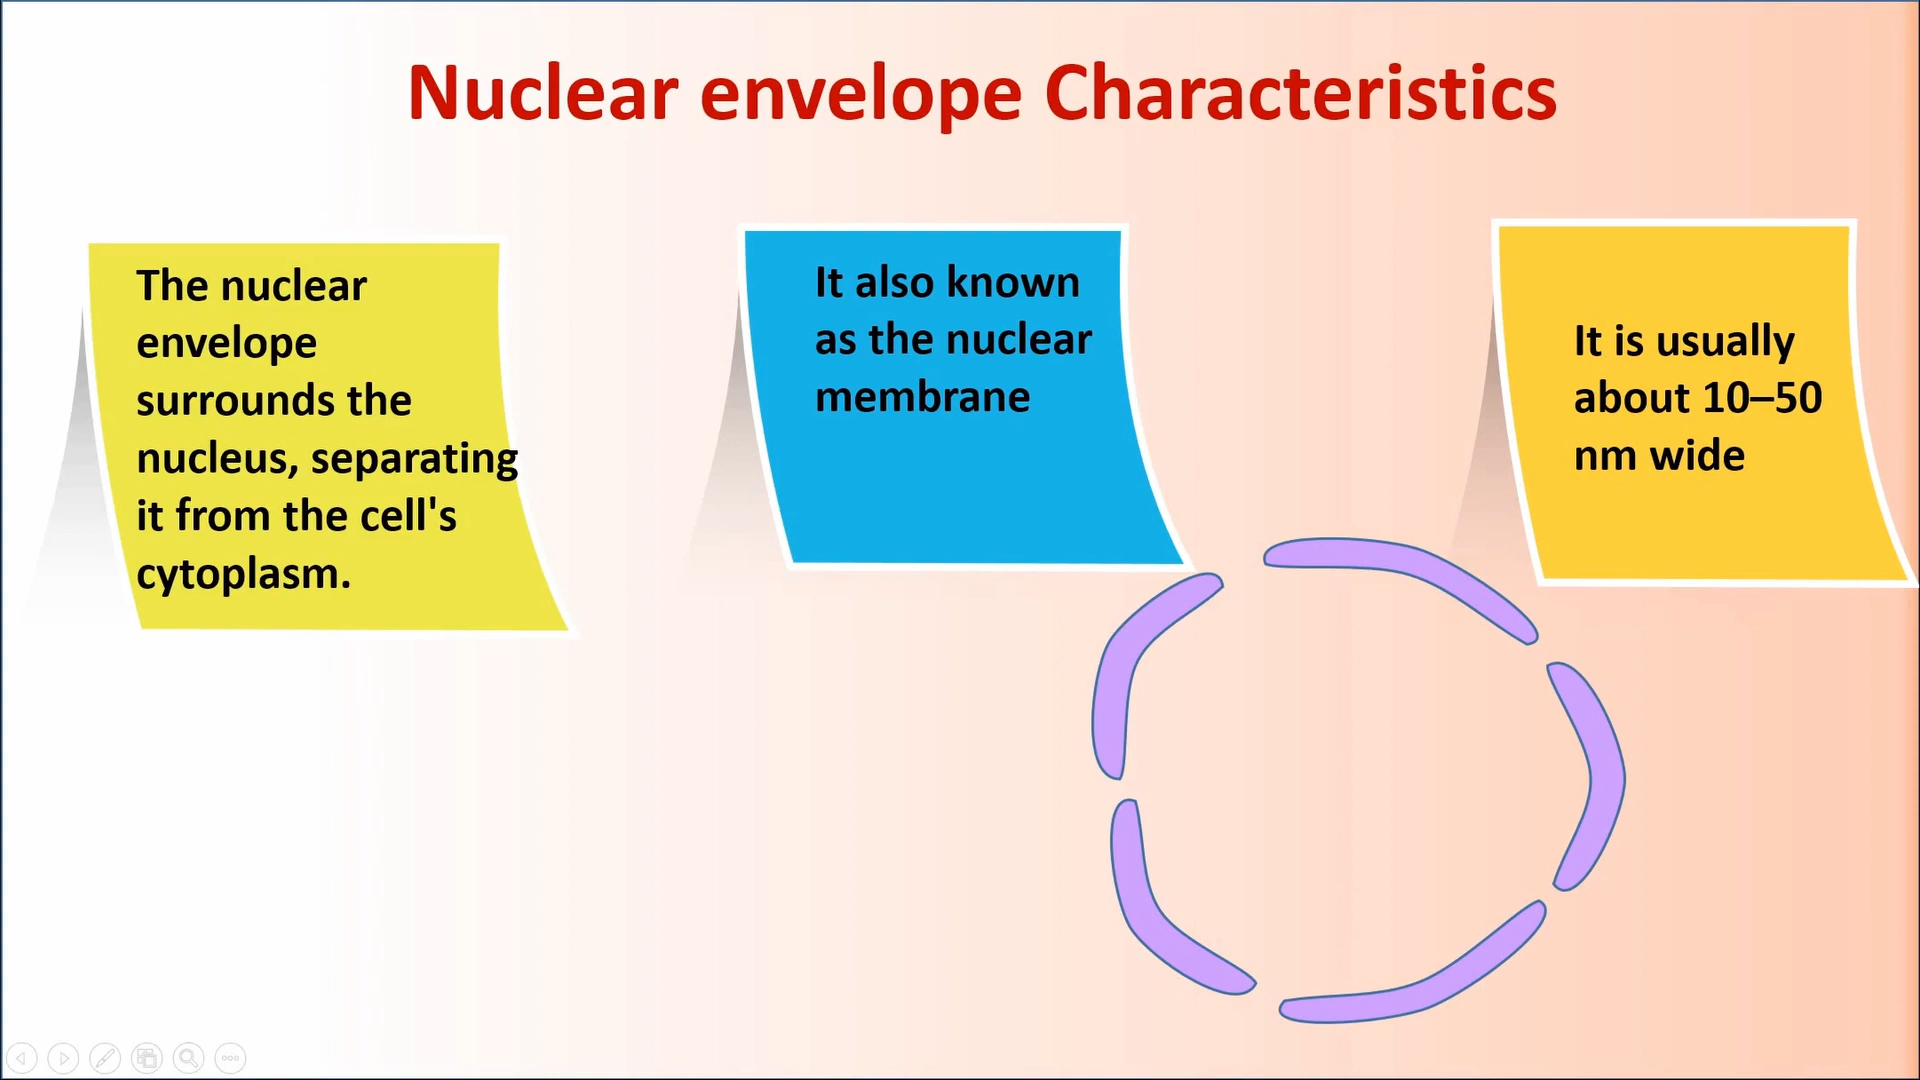 Nuclear envelope Characteristics
The nuclear
envelope
surrounds the
nucleus, separating
it from the cell's
cytoplasm.
It also known
as the nuclear
membrane
It is usually
about 10–50
nm wide